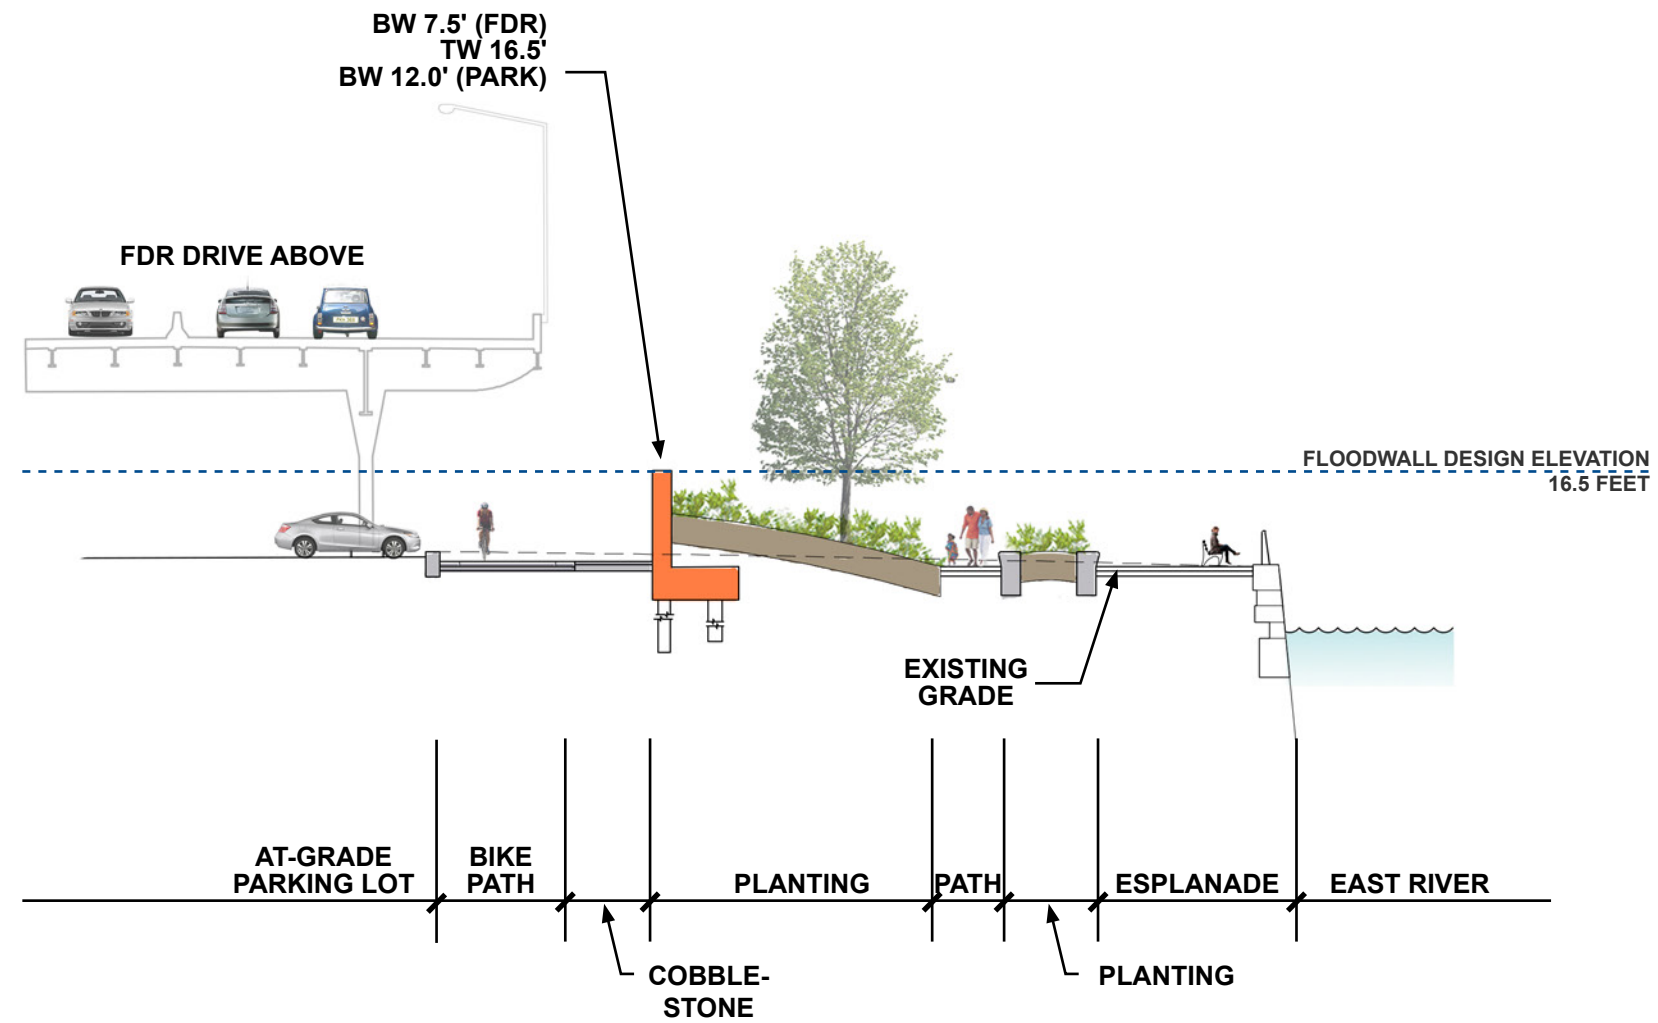 BW 7.5' (FDR)
TW 16.5'
BW 12.0' (PARK)
FDR DRIVE ABOVE
FLOODWALL DESIGN ELEVATION
16.5 FEET
EXISTING
GRADE
AT-GRADE
PARKING LOT
BIKE
PATH
PLANTING
PATH
ESPLANADE
EAST RIVER
COBBLE-
STONE
PLANTING